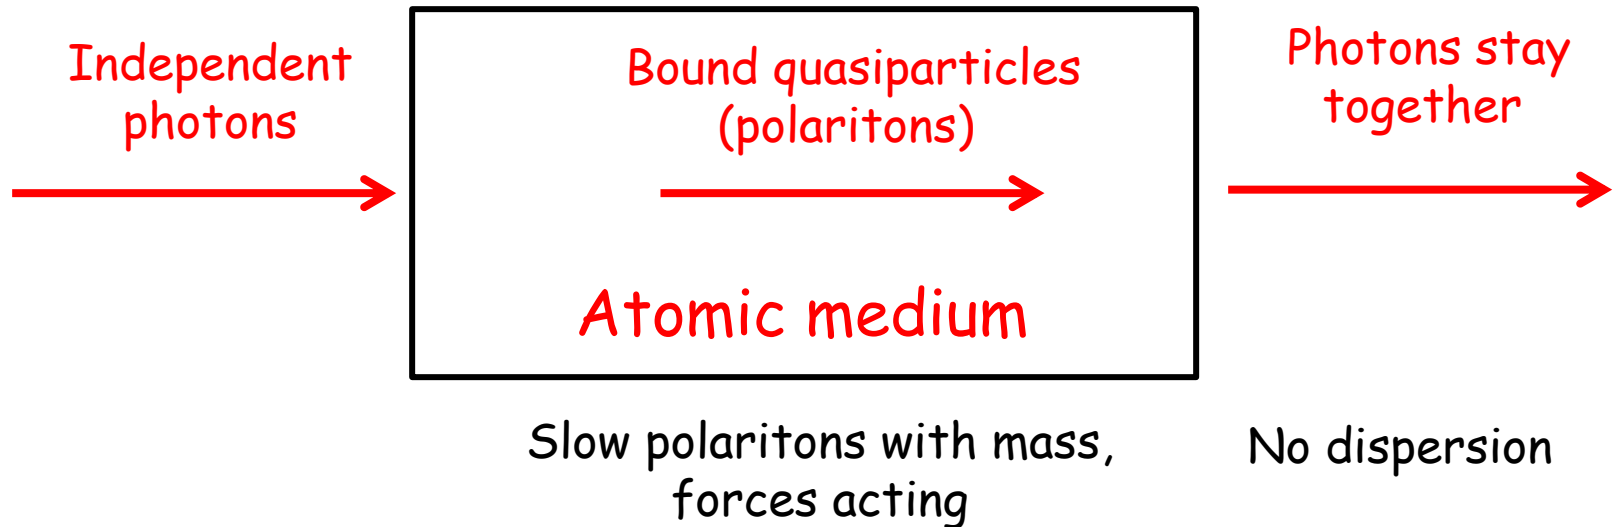 Independent
photons
Bound quasiparticles
(polaritons)
Photons stay
together
Atomic medium
Slow polaritons with mass,
forces acting
No dispersion